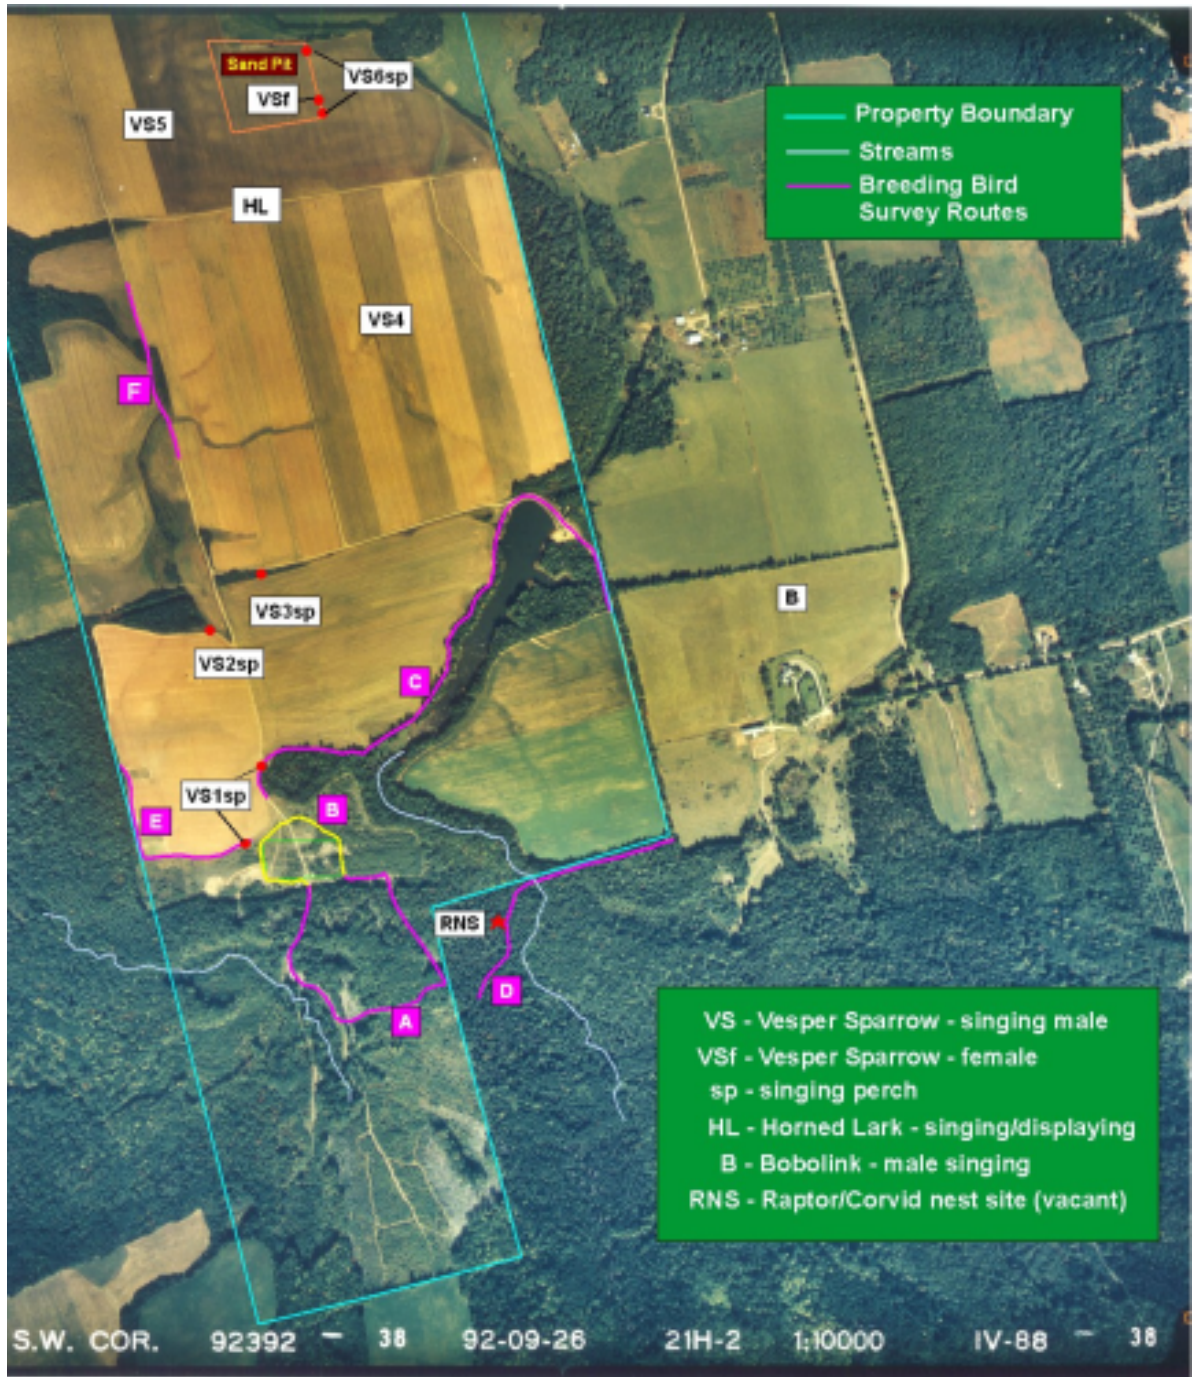 Sand Pit
VS6sp
VSf
VS5
HL
VS4
F
Property Boundary
Streams
Breeding Bird
Survey Routes
VS3sp
B
VS2sp
C
VS1sp
B
E
RNS
D
A
VS - Vesper Sparrow - singing male
VSf - Vesper Sparrow - female
sp - singing perch
HL - Horned Lark - singing/displaying
B - Bobolink - male singing
RNS - Raptor/Corvid nest site (vacant)
S.W. COR. 92392 - 38 92-09-26 21H-2 1:10000 IV-88 - 38